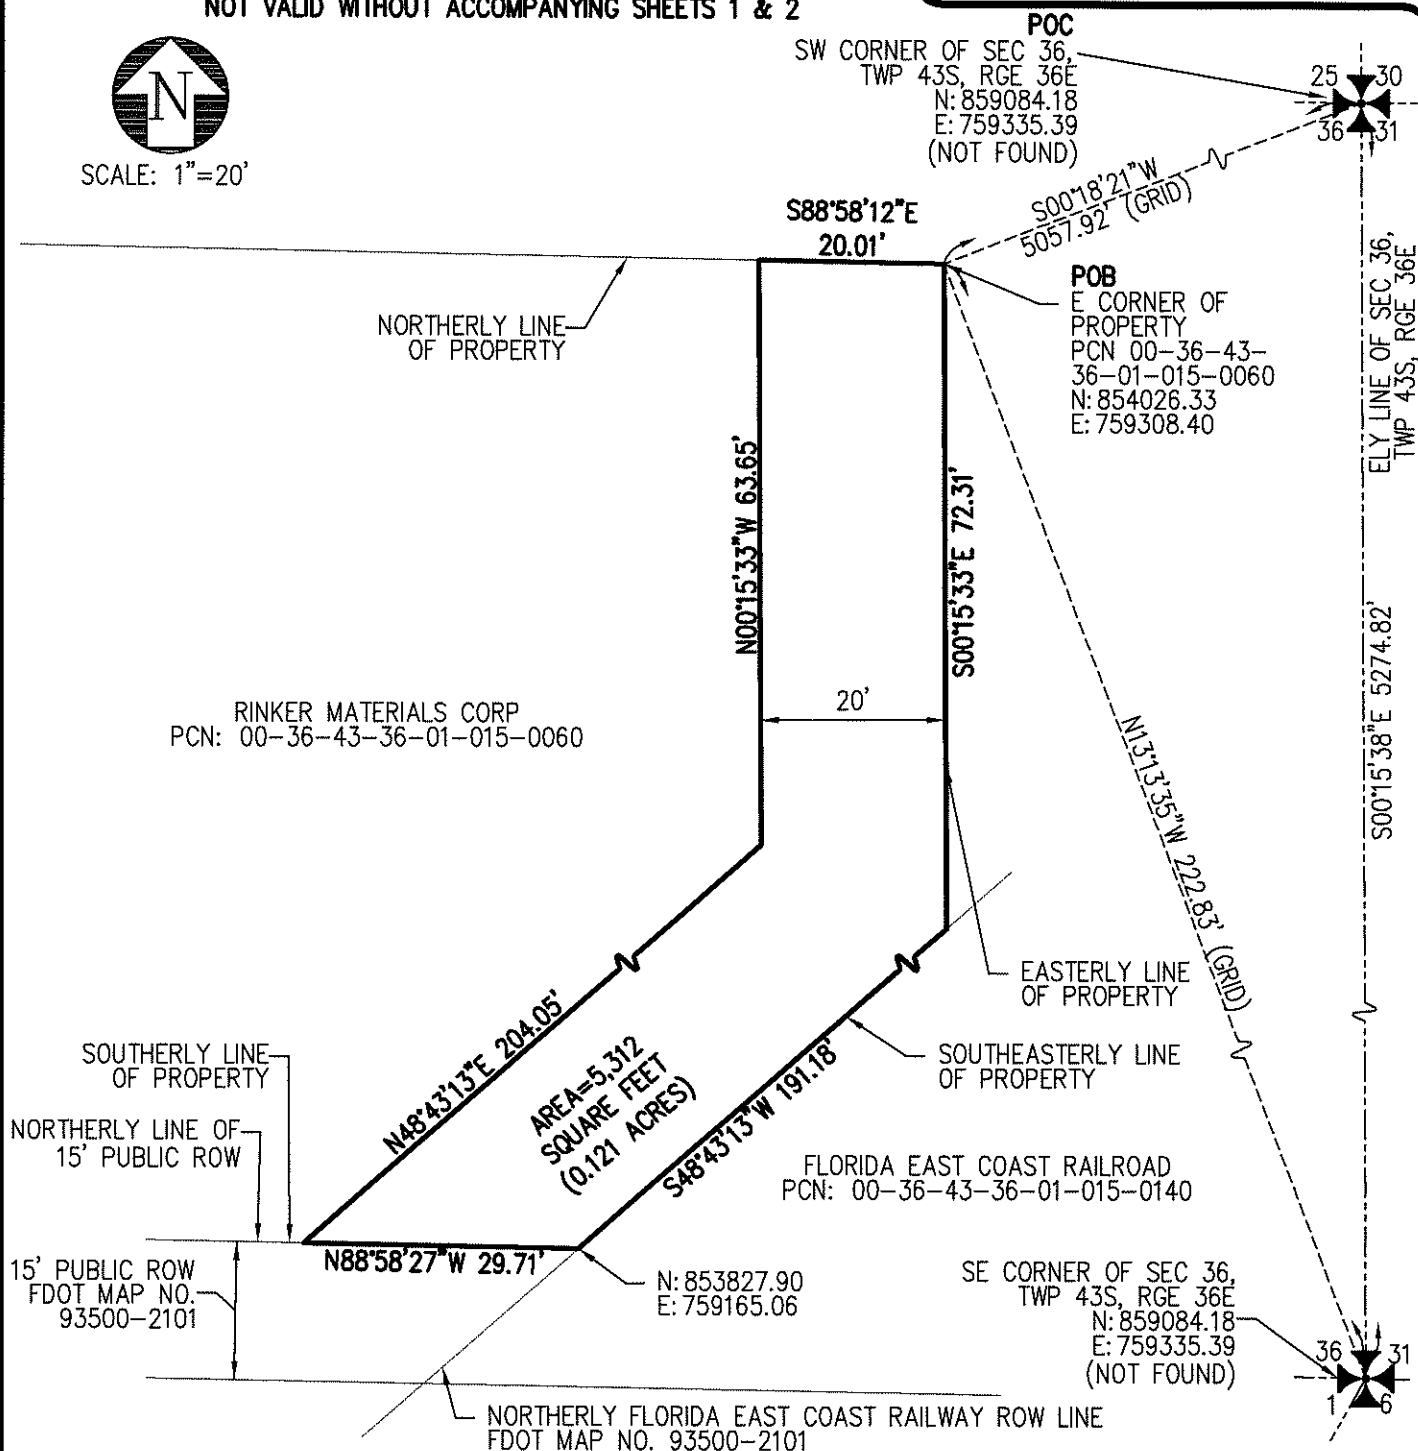 NOT VALID WITHOUT ACCOMPANYING SHEETS 1 & 2
N
SCALE: 1"=20'
POC
SW CORNER OF SEC 36,
TWP 43S, RGE 36E
N: 859084.18
E: 759335.39
(NOT FOUND)
25 30
36 31
S00°18'21"W
5057.92' (GRID)
S88°58'12"E
20.01'
POB
E CORNER OF
PROPERTY
PCN 00-36-43-
36-01-015-0060
N: 854026.33
E: 759308.40
ELY LINE OF SEC 36,
TWP 43S, RGE 36E
NORTHERLY LINE
OF PROPERTY
N00°15'33"W 63.65'
S00°15'33"E 72.31'
20'
RINKER MATERIALS CORP
PCN: 00-36-43-36-01-015-0060
N13°13'35"W 222.83' (GRID)
S00°15'38"E 5274.82'
EASTERLY LINE
OF PROPERTY
SOUTHEASTERLY LINE
OF PROPERTY
N48°43'13"E 204.05'
AREA=5,312
SQUARE FEET
(0.121 ACRES)
S48°43'13"W 191.18'
SOUTHERLY LINE
OF PROPERTY
NORTHERLY LINE OF
15' PUBLIC ROW
FLORIDA EAST COAST RAILROAD
PCN: 00-36-43-36-01-015-0140
N88°58'27"W 29.71'
15' PUBLIC ROW
FDOT MAP NO.
93500-2101
N: 853827.90
E: 759165.06
SE CORNER OF SEC 36,
TWP 43S, RGE 36E
N: 859084.18
E: 759335.39
(NOT FOUND)
36 31
1 6
NORTHERLY FLORIDA EAST COAST RAILWAY ROW LINE
FDOT MAP NO. 93500-2101